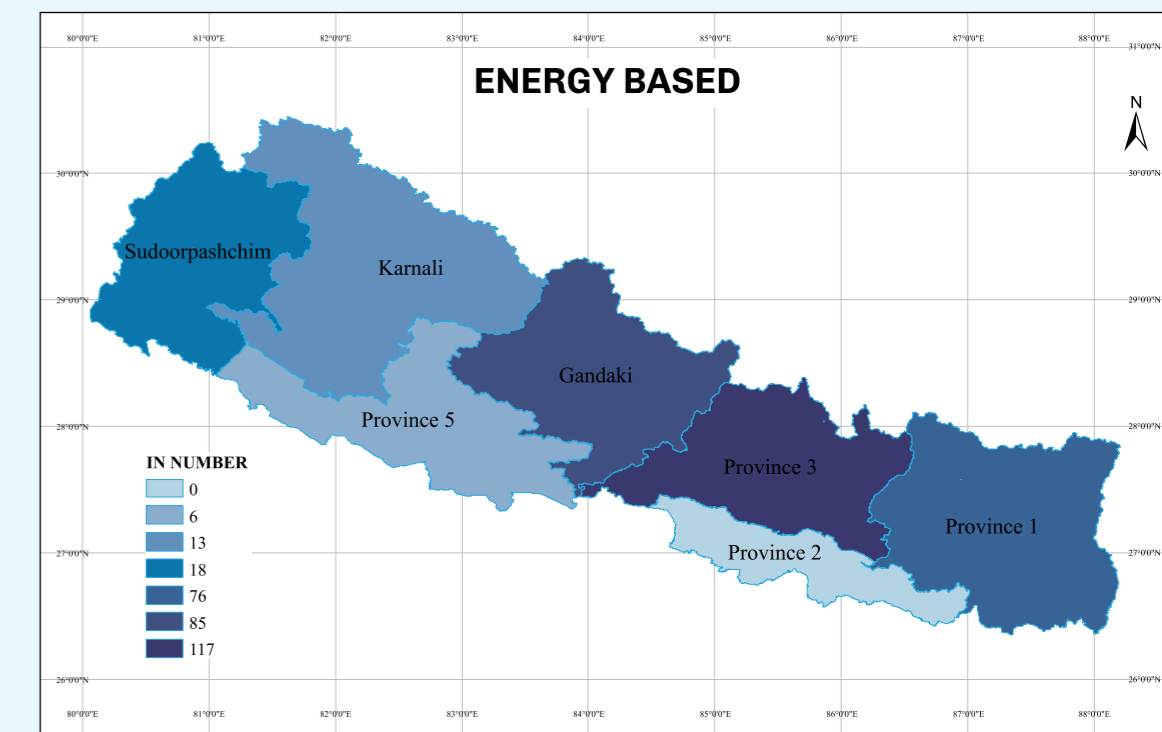 80°0'0"E 81°0'0"E 82°0'0"E 83°0'0"E 84°0'0"E 85°0'0"E 86°0'0"E 87°0'0"E 88°0'0"E
31°0'0"N
ENERGY BASED
N
30°0'0"N 30°0'0"N
Sudoorpashchim
Karnali
29°0'0"N 29°0'0"N
Gandaki
Province 5
28°0'0"N 28°0'0"N
IN NUMBER
Province 3
0
6
Province 1
13
27°0'0"N Province 2 27°0'0"N
18
76
85
117
26°0'0"N 26°0'0"N
80°0'0"E 81°0'0"E 82°0'0"E 83°0'0"E 84°0'0"E 85°0'0"E 86°0'0"E 87°0'0"E 88°0'0"E